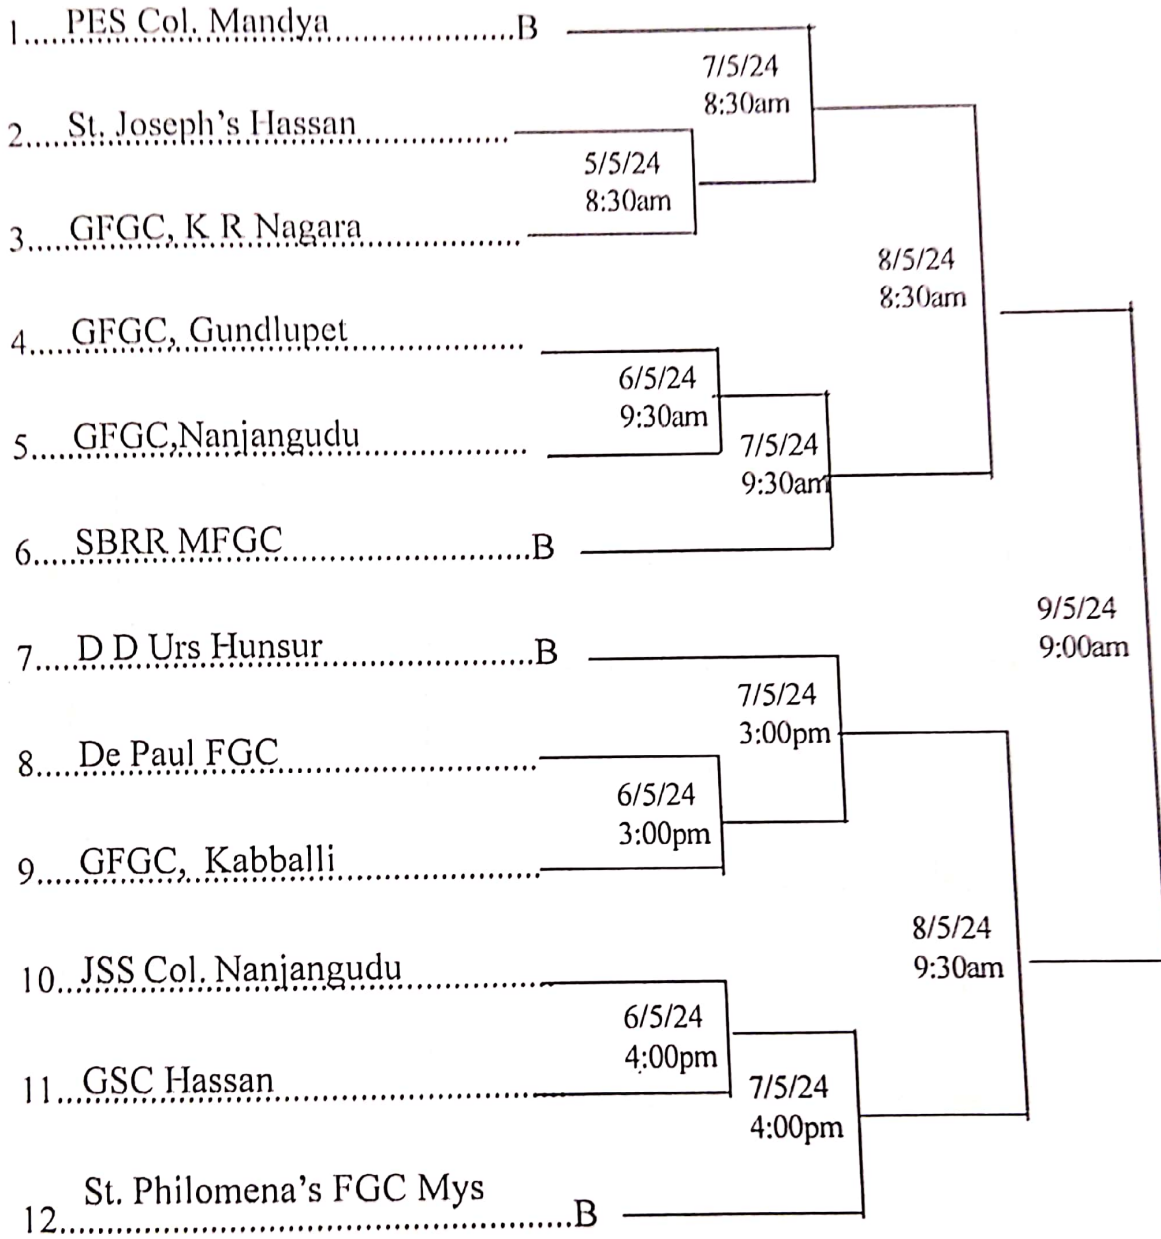 1.....PES Col. Mandya.......................B
7/5/24
8:30am
2.....St. Joseph's Hassan...................
5/5/24
8:30am
3.....GFGC, K R Nagara....................
8/5/24
8:30am
4.....GFGC, Gundlupet......................
6/5/24
9:30am
5.....GFGC,Nanjangudu.....................
7/5/24
9:30am
6.....SBRR MFGC...............................B
9/5/24
9:00am
7.....D D Urs Hunsur..........................B
7/5/24
3:00pm
8.....De Paul FGC................................
6/5/24
3:00pm
9.....GFGC, Kabballi...........................
8/5/24
9:30am
10..JSS Col. Nanjangudu..................
6/5/24
4:00pm
11...GSC Hassan...............................
7/5/24
4:00pm
St. Philomena's FGC Mys
12..................................................B